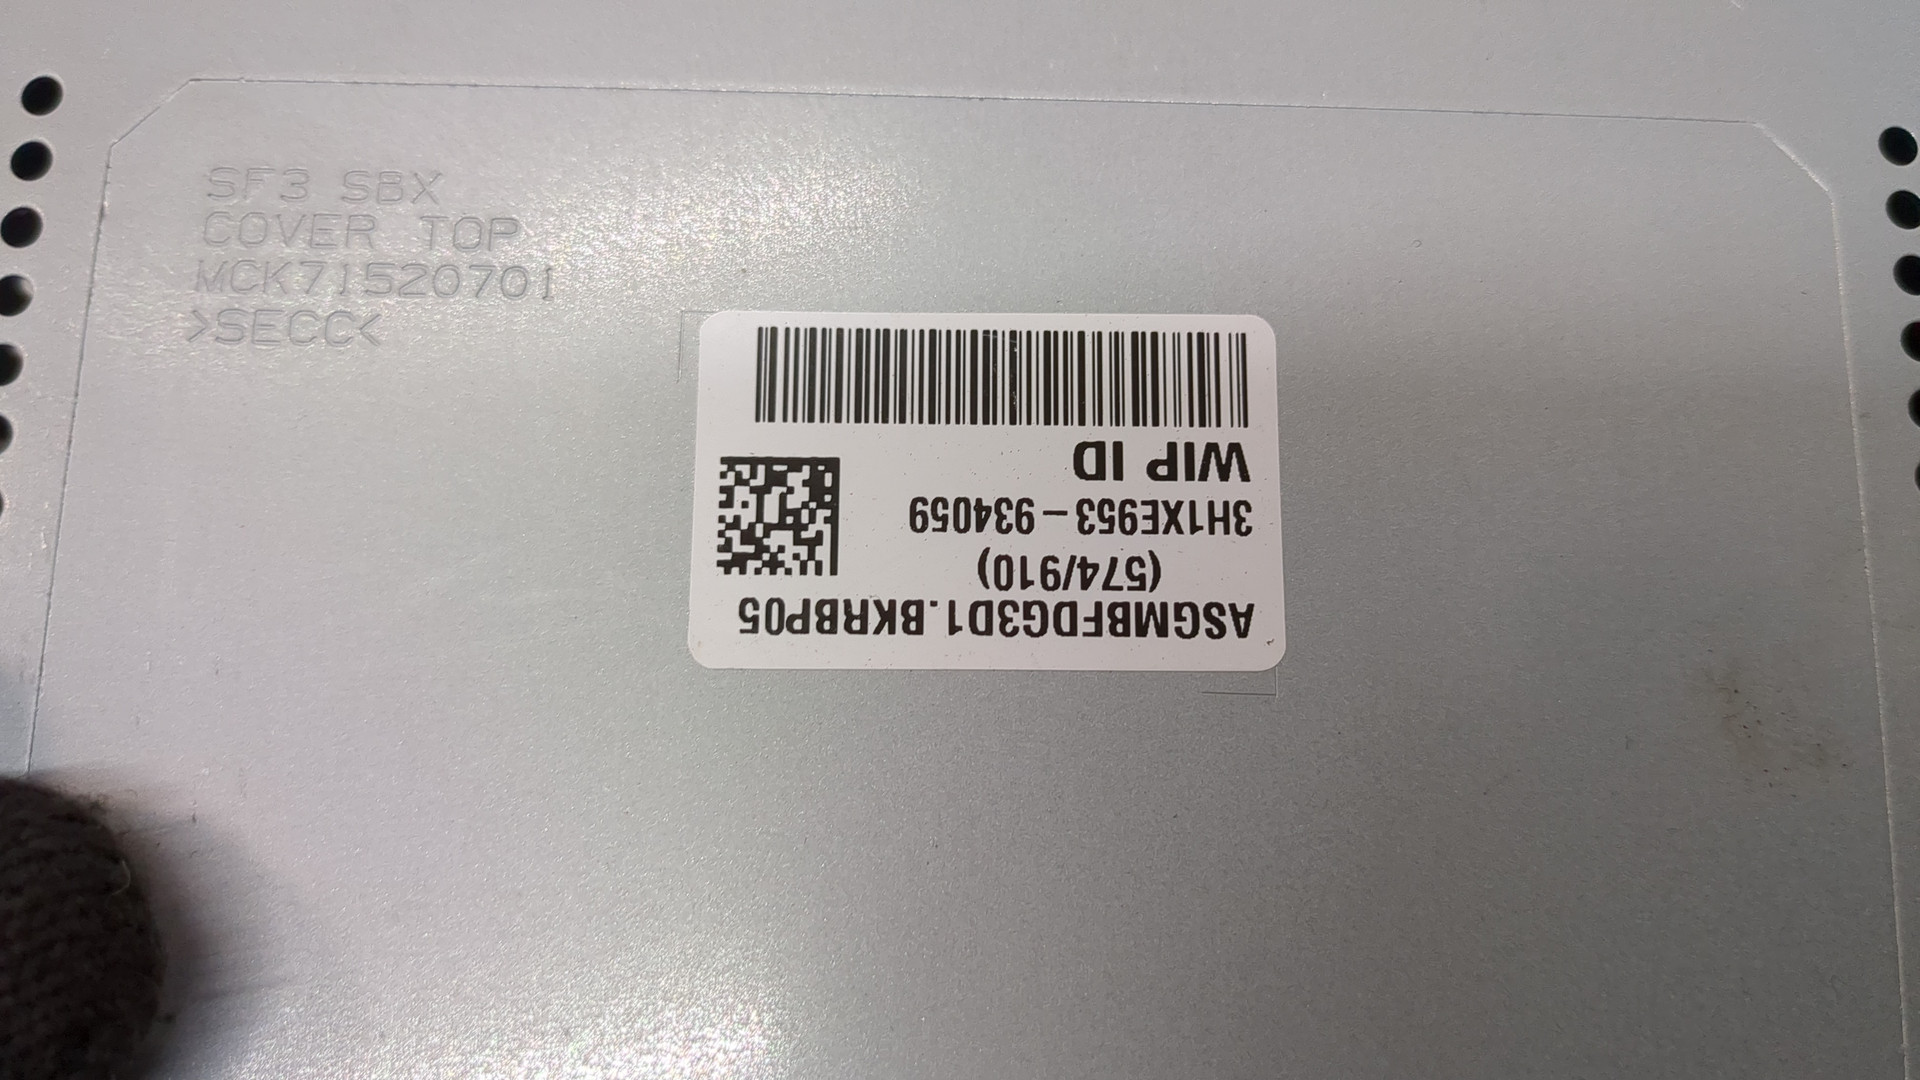 SF3 SBX
COVER TOP
MCK71520701
>SECC<
ASGMBFDG3D1.BKRBP05
(574/910)
3H1XE953-934059
WIP ID